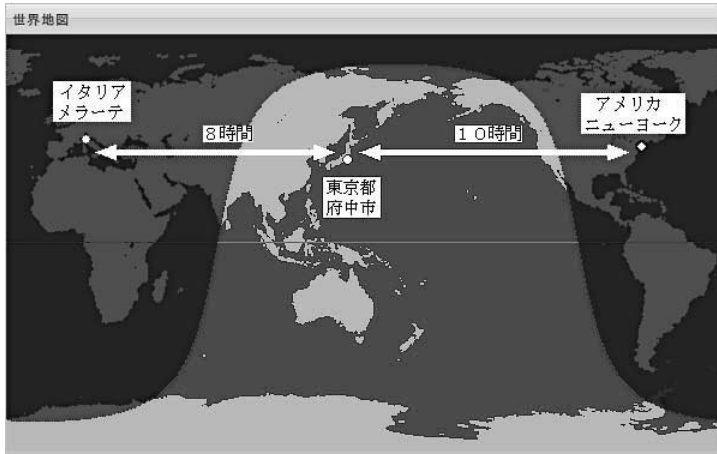 世界地図
イタリア
メラーテ
8時間
10時間
アメリカ
ニューヨーク
東京都
府中市